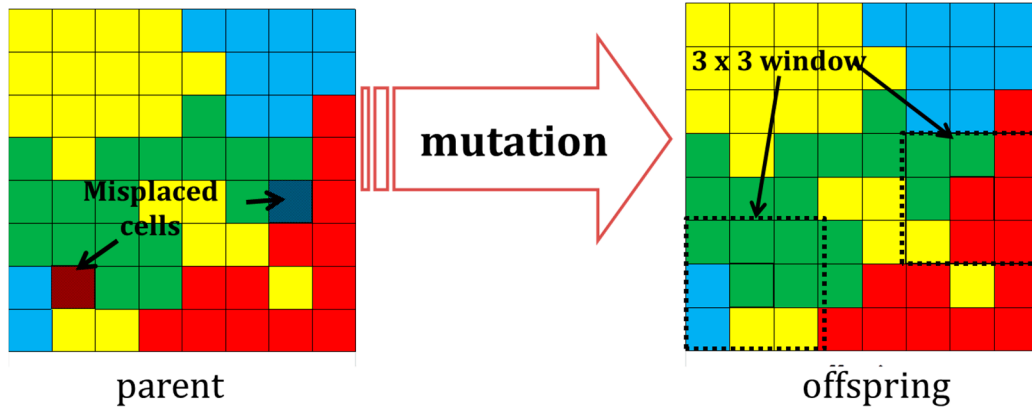 3 x 3 window
mutation
Misplaced
cells
parent
offspring